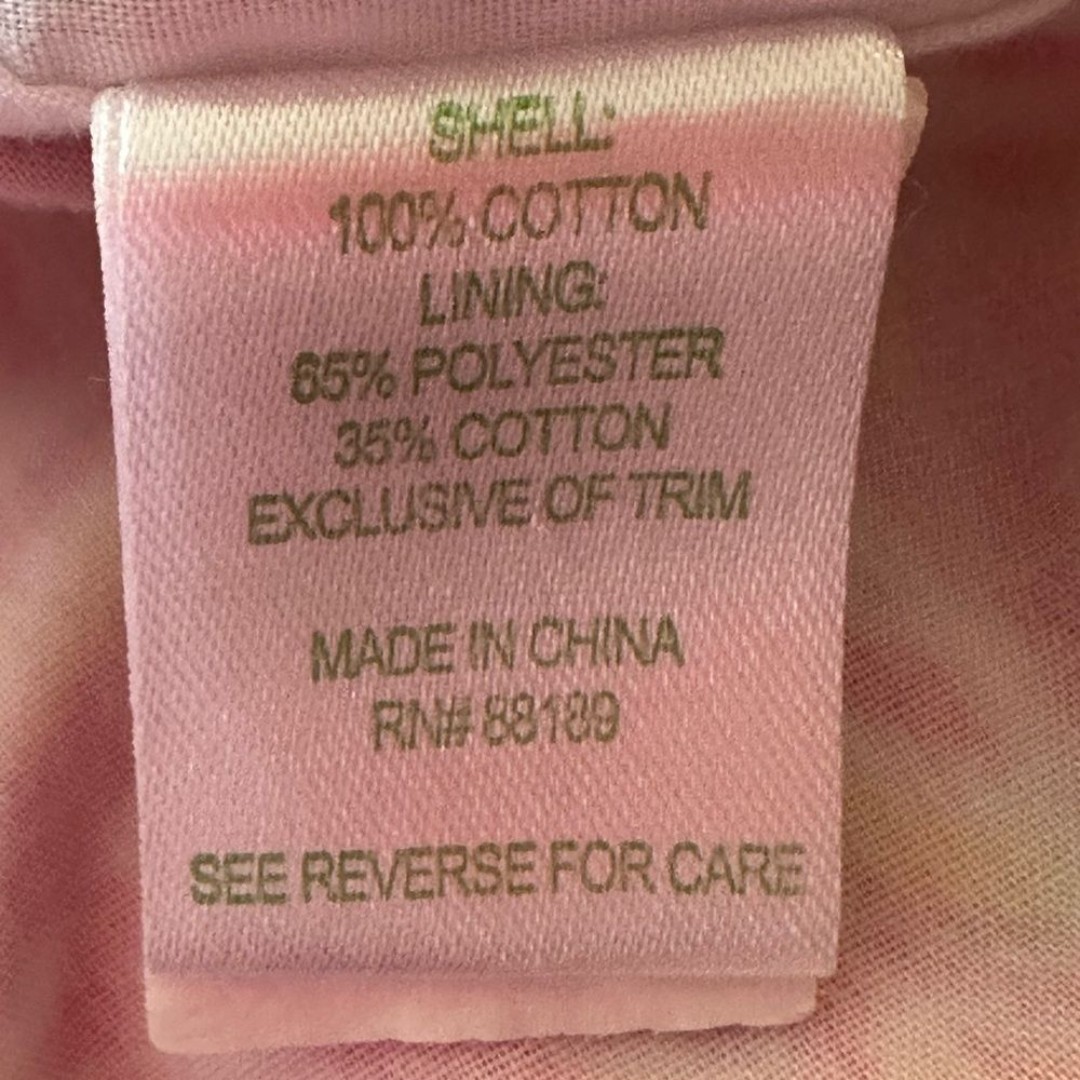 SHELL:
100% COTTON
LINING:
65% POLYESTER
35% COTTON
EXCLUSIVE OF TRIM
MADE IN CHINA
RN# 88189
SEE REVERSE FOR CARE